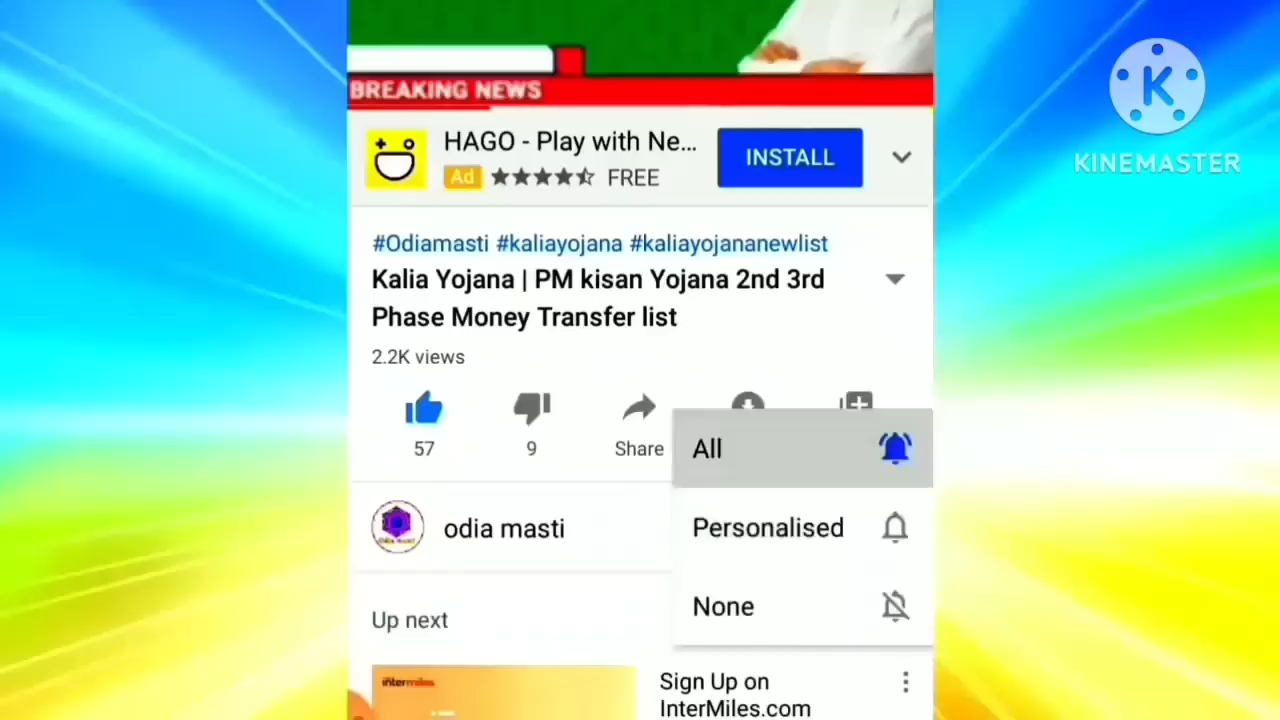 BREAKING NEWS
HAGO - Play with Ne...
INSTALL
Ad
FREE
#Odiamasti #kaliayojana #kaliayojananewlist
Kalia Yojana | PM kisan Yojana 2nd 3rd
Phase Money Transfer list
2.2K views
57
9
Share
All
Personalised
None
odia masti
Up next
intermiles
Sign Up on
InterMiles.com
K
KINEMASTER